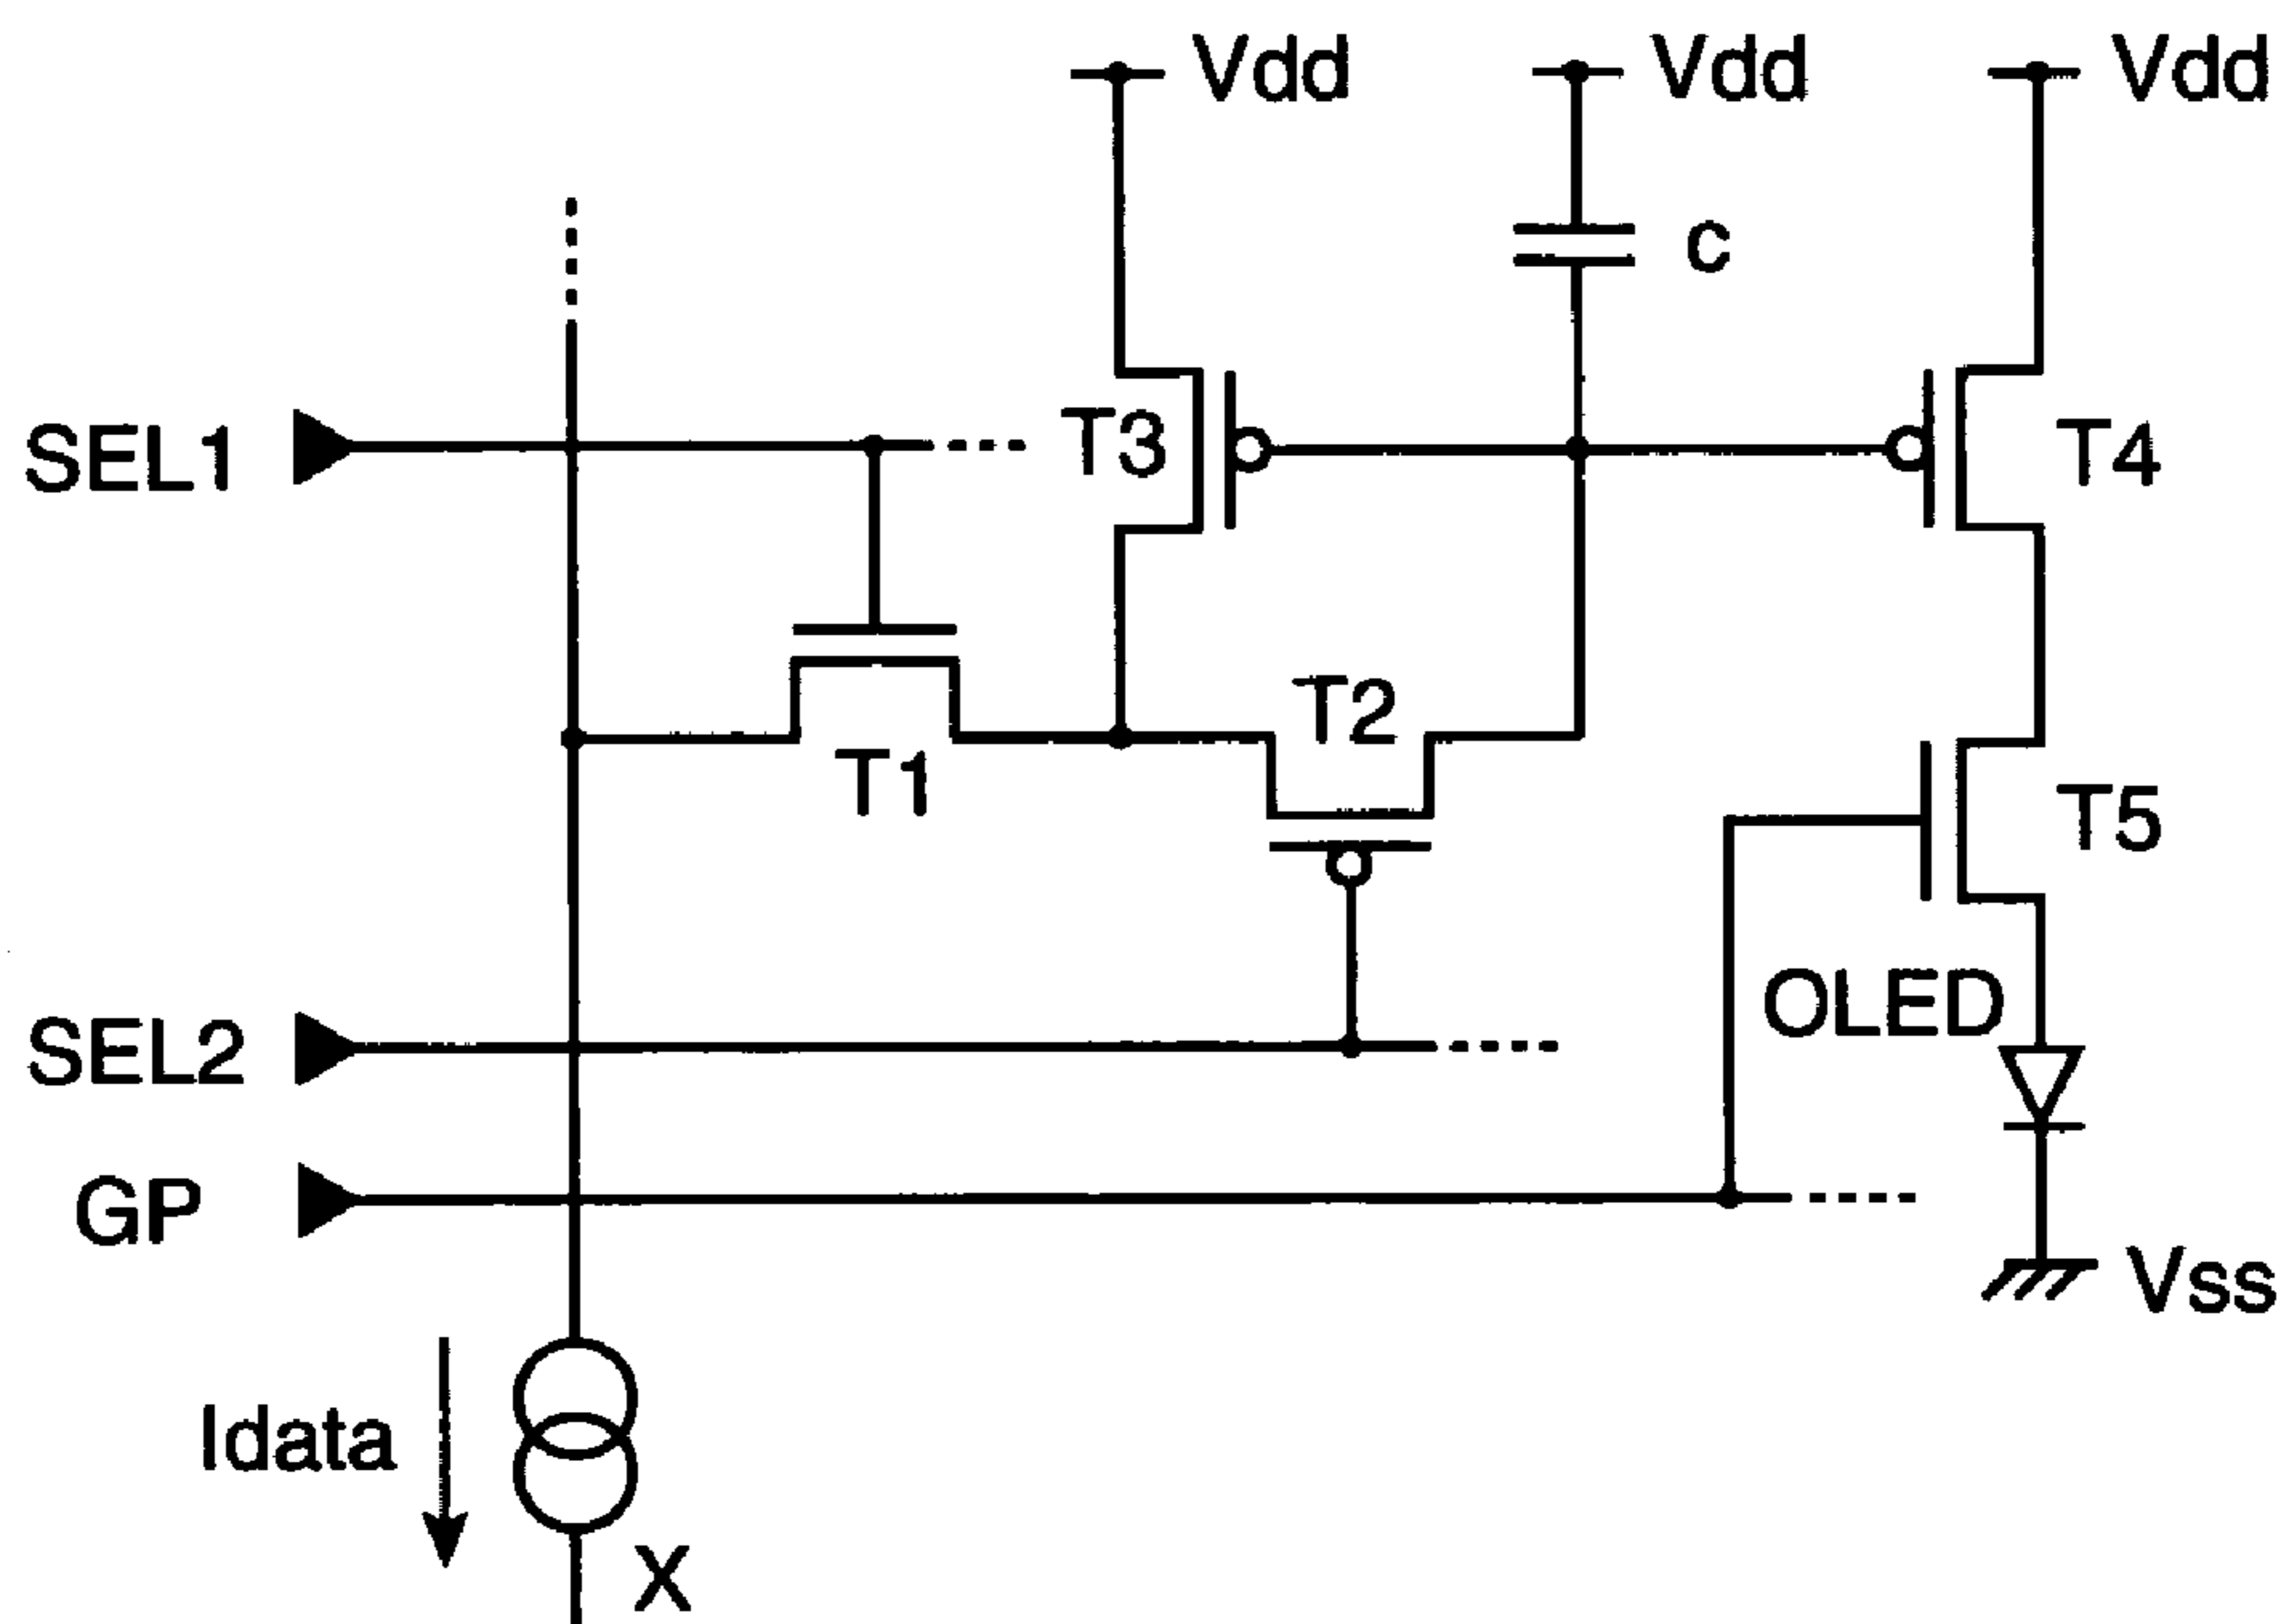 Vdd
Vdd
Vdd
c
SEL1
T3
T4
T2
T1
T5
OLED
SEL2
GP
Vss
Idata
X